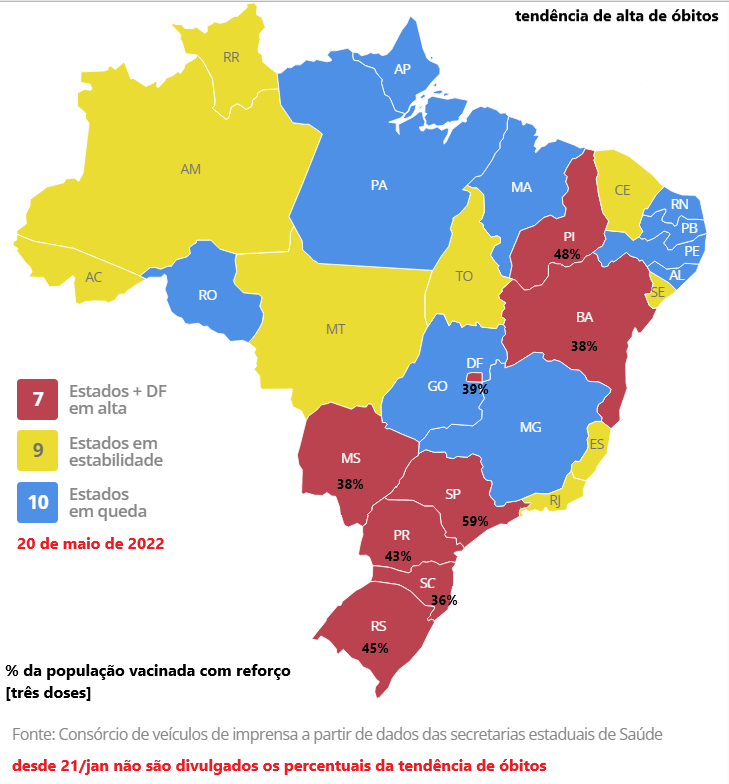 tendência de alta de óbitos
RR
AP
AM
PA
MA
CE
RN
PB
PE
AL
SE
PI
48%
AC
RO
TO
MT
BA
38%
DF
39%
GO
MG
ES
RJ
7 Estados + DF
em alta
9 Estados em
estabilidade
10 Estados
em queda
20 de maio de 2022
MS
38%
SP
59%
PR
43%
SC
36%
RS
45%
% da população vacinada com reforço
[três doses]
Fonte: Consórcio de veículos de imprensa a partir de dados das secretarias estaduais de Saúde
desde 21/jan não são divulgados os percentuais da tendência de óbitos